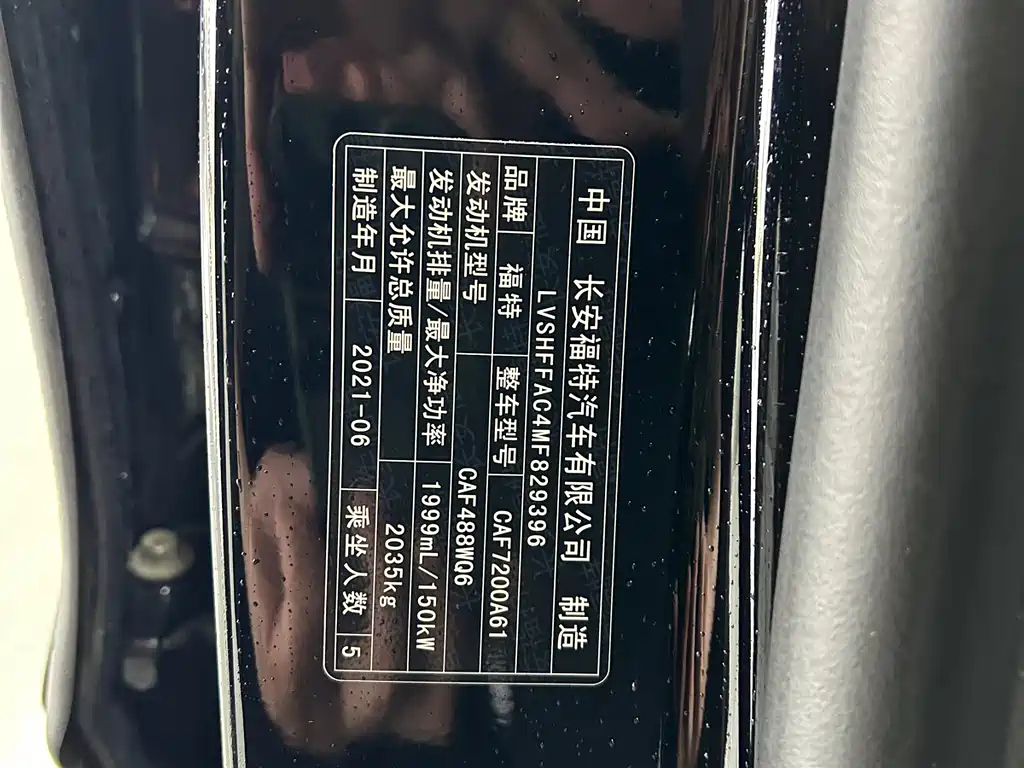 中国 长安福特汽车有限公司 制造
LVSHFFAC4MF829396
品牌 福特 整车型号 CAF7200A61
发动机型号 CAF488WQ6
发动机排量/最大净功率 1999mL/150kW
最大允许总质量 2035kg
制造年月 2021-06 乘坐人数 5